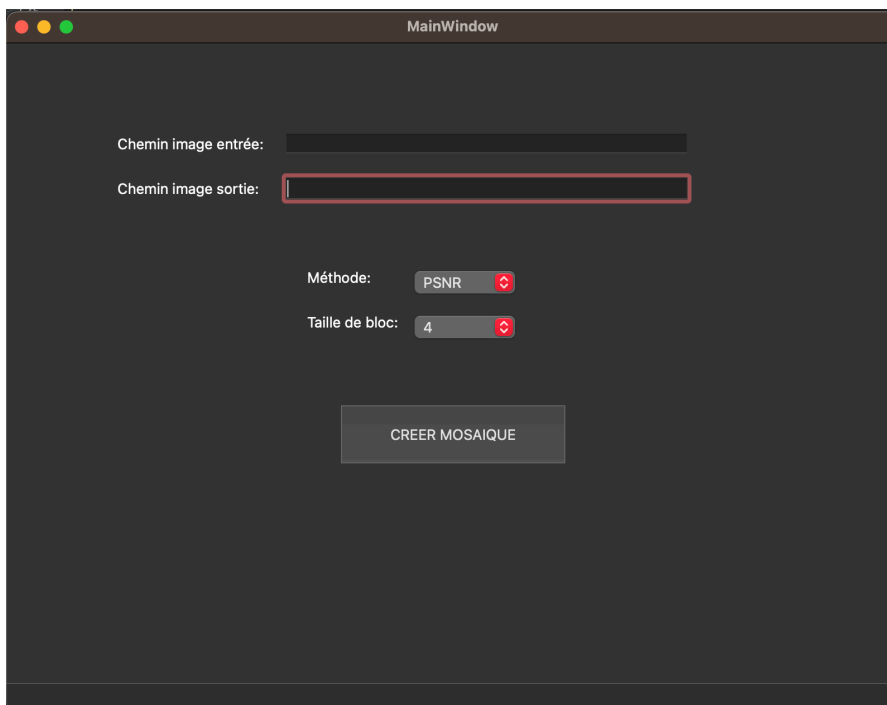 MainWindow
Chemin image entrée:
Chemin image sortie:
Méthode: PSNR
Taille de bloc: 4
CREER MOSAIQUE